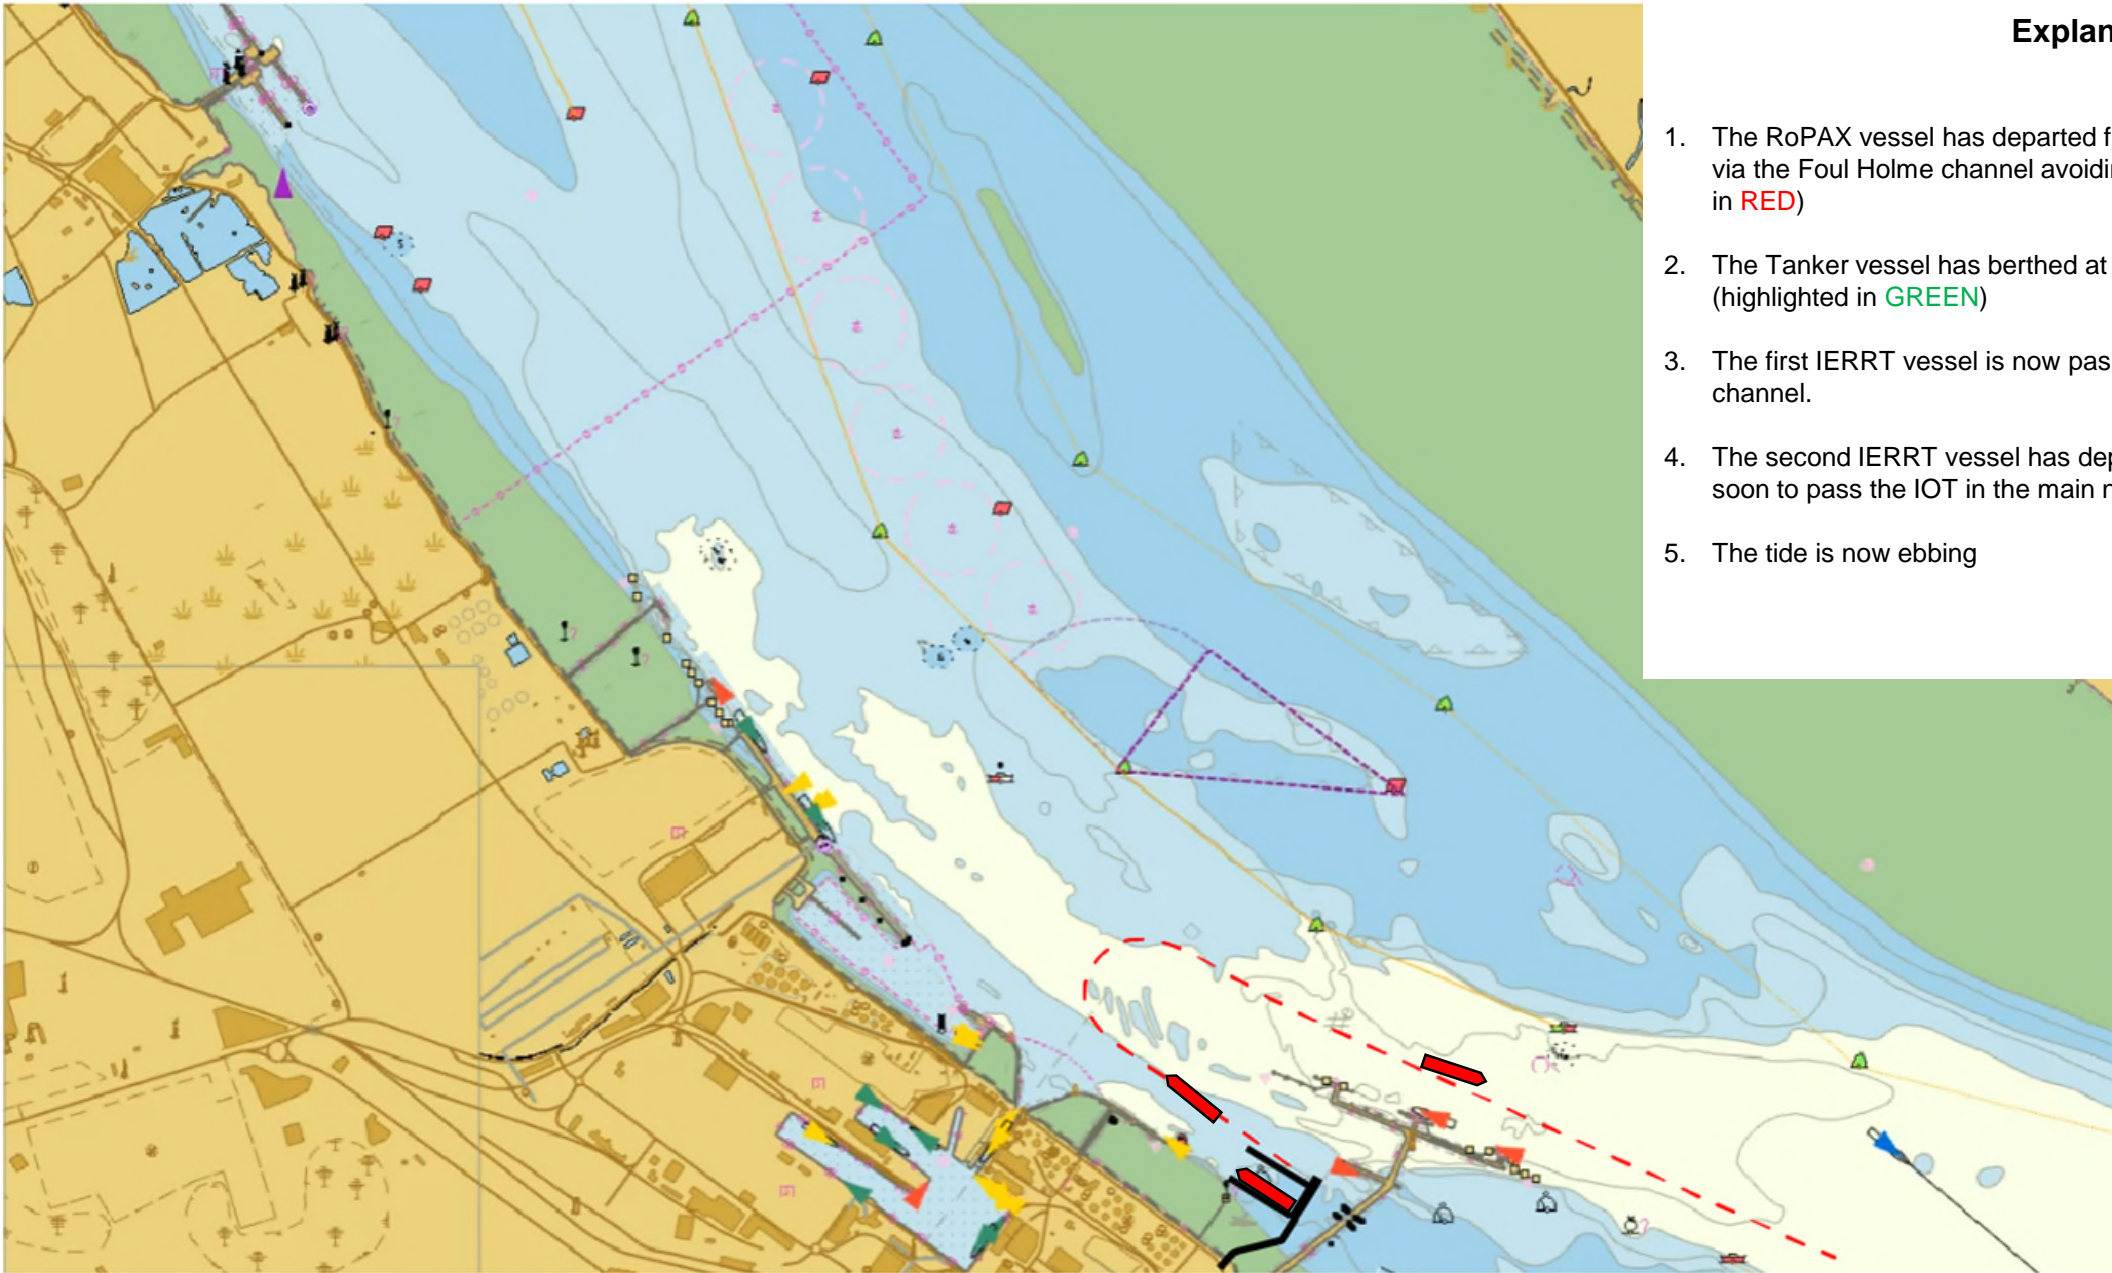 Explan
1. The RoPAX vessel has departed f
via the Foul Holme channel avoidi
in RED)
2. The Tanker vessel has berthed at
(highlighted in GREEN)
3. The first IERRT vessel is now pas
channel.
4. The second IERRT vessel has de
soon to pass the IOT in the main n
5. The tide is now ebbing